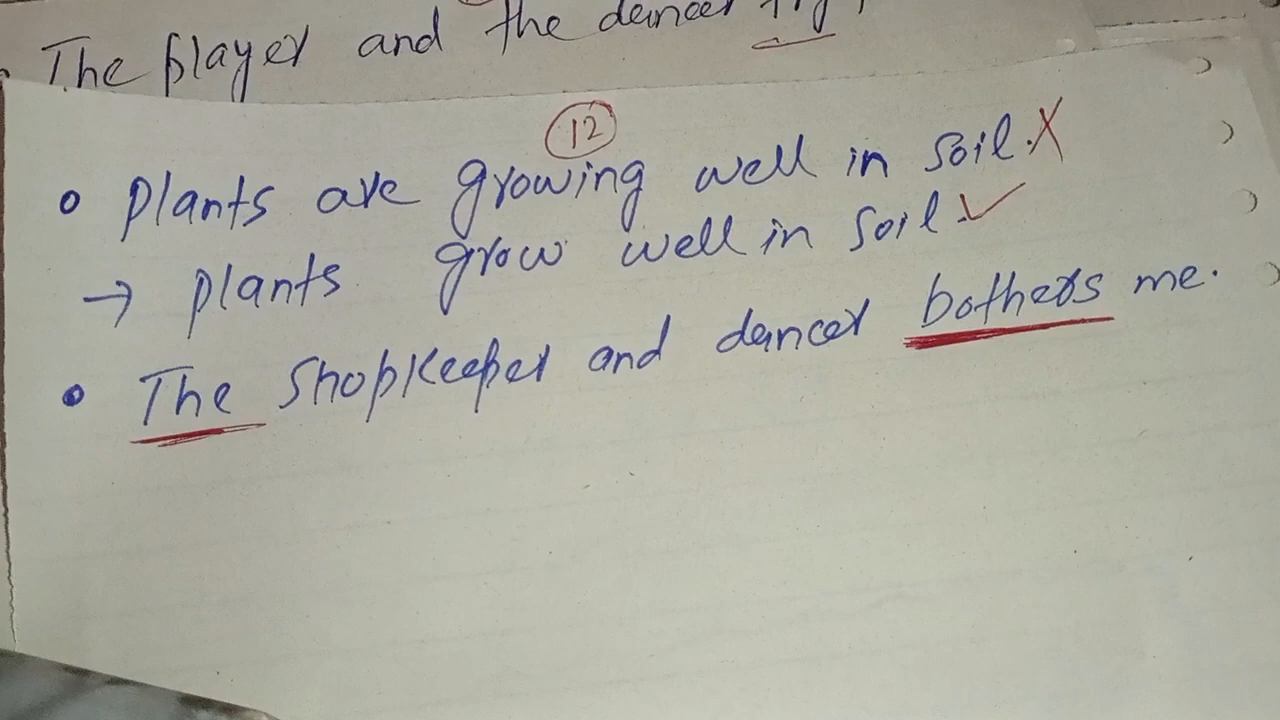 The player and the dancer
12
• Plants are growing well in soil. X
→ plants grow well in soil. ✓
• The shopkeeper and dancer bothers me.